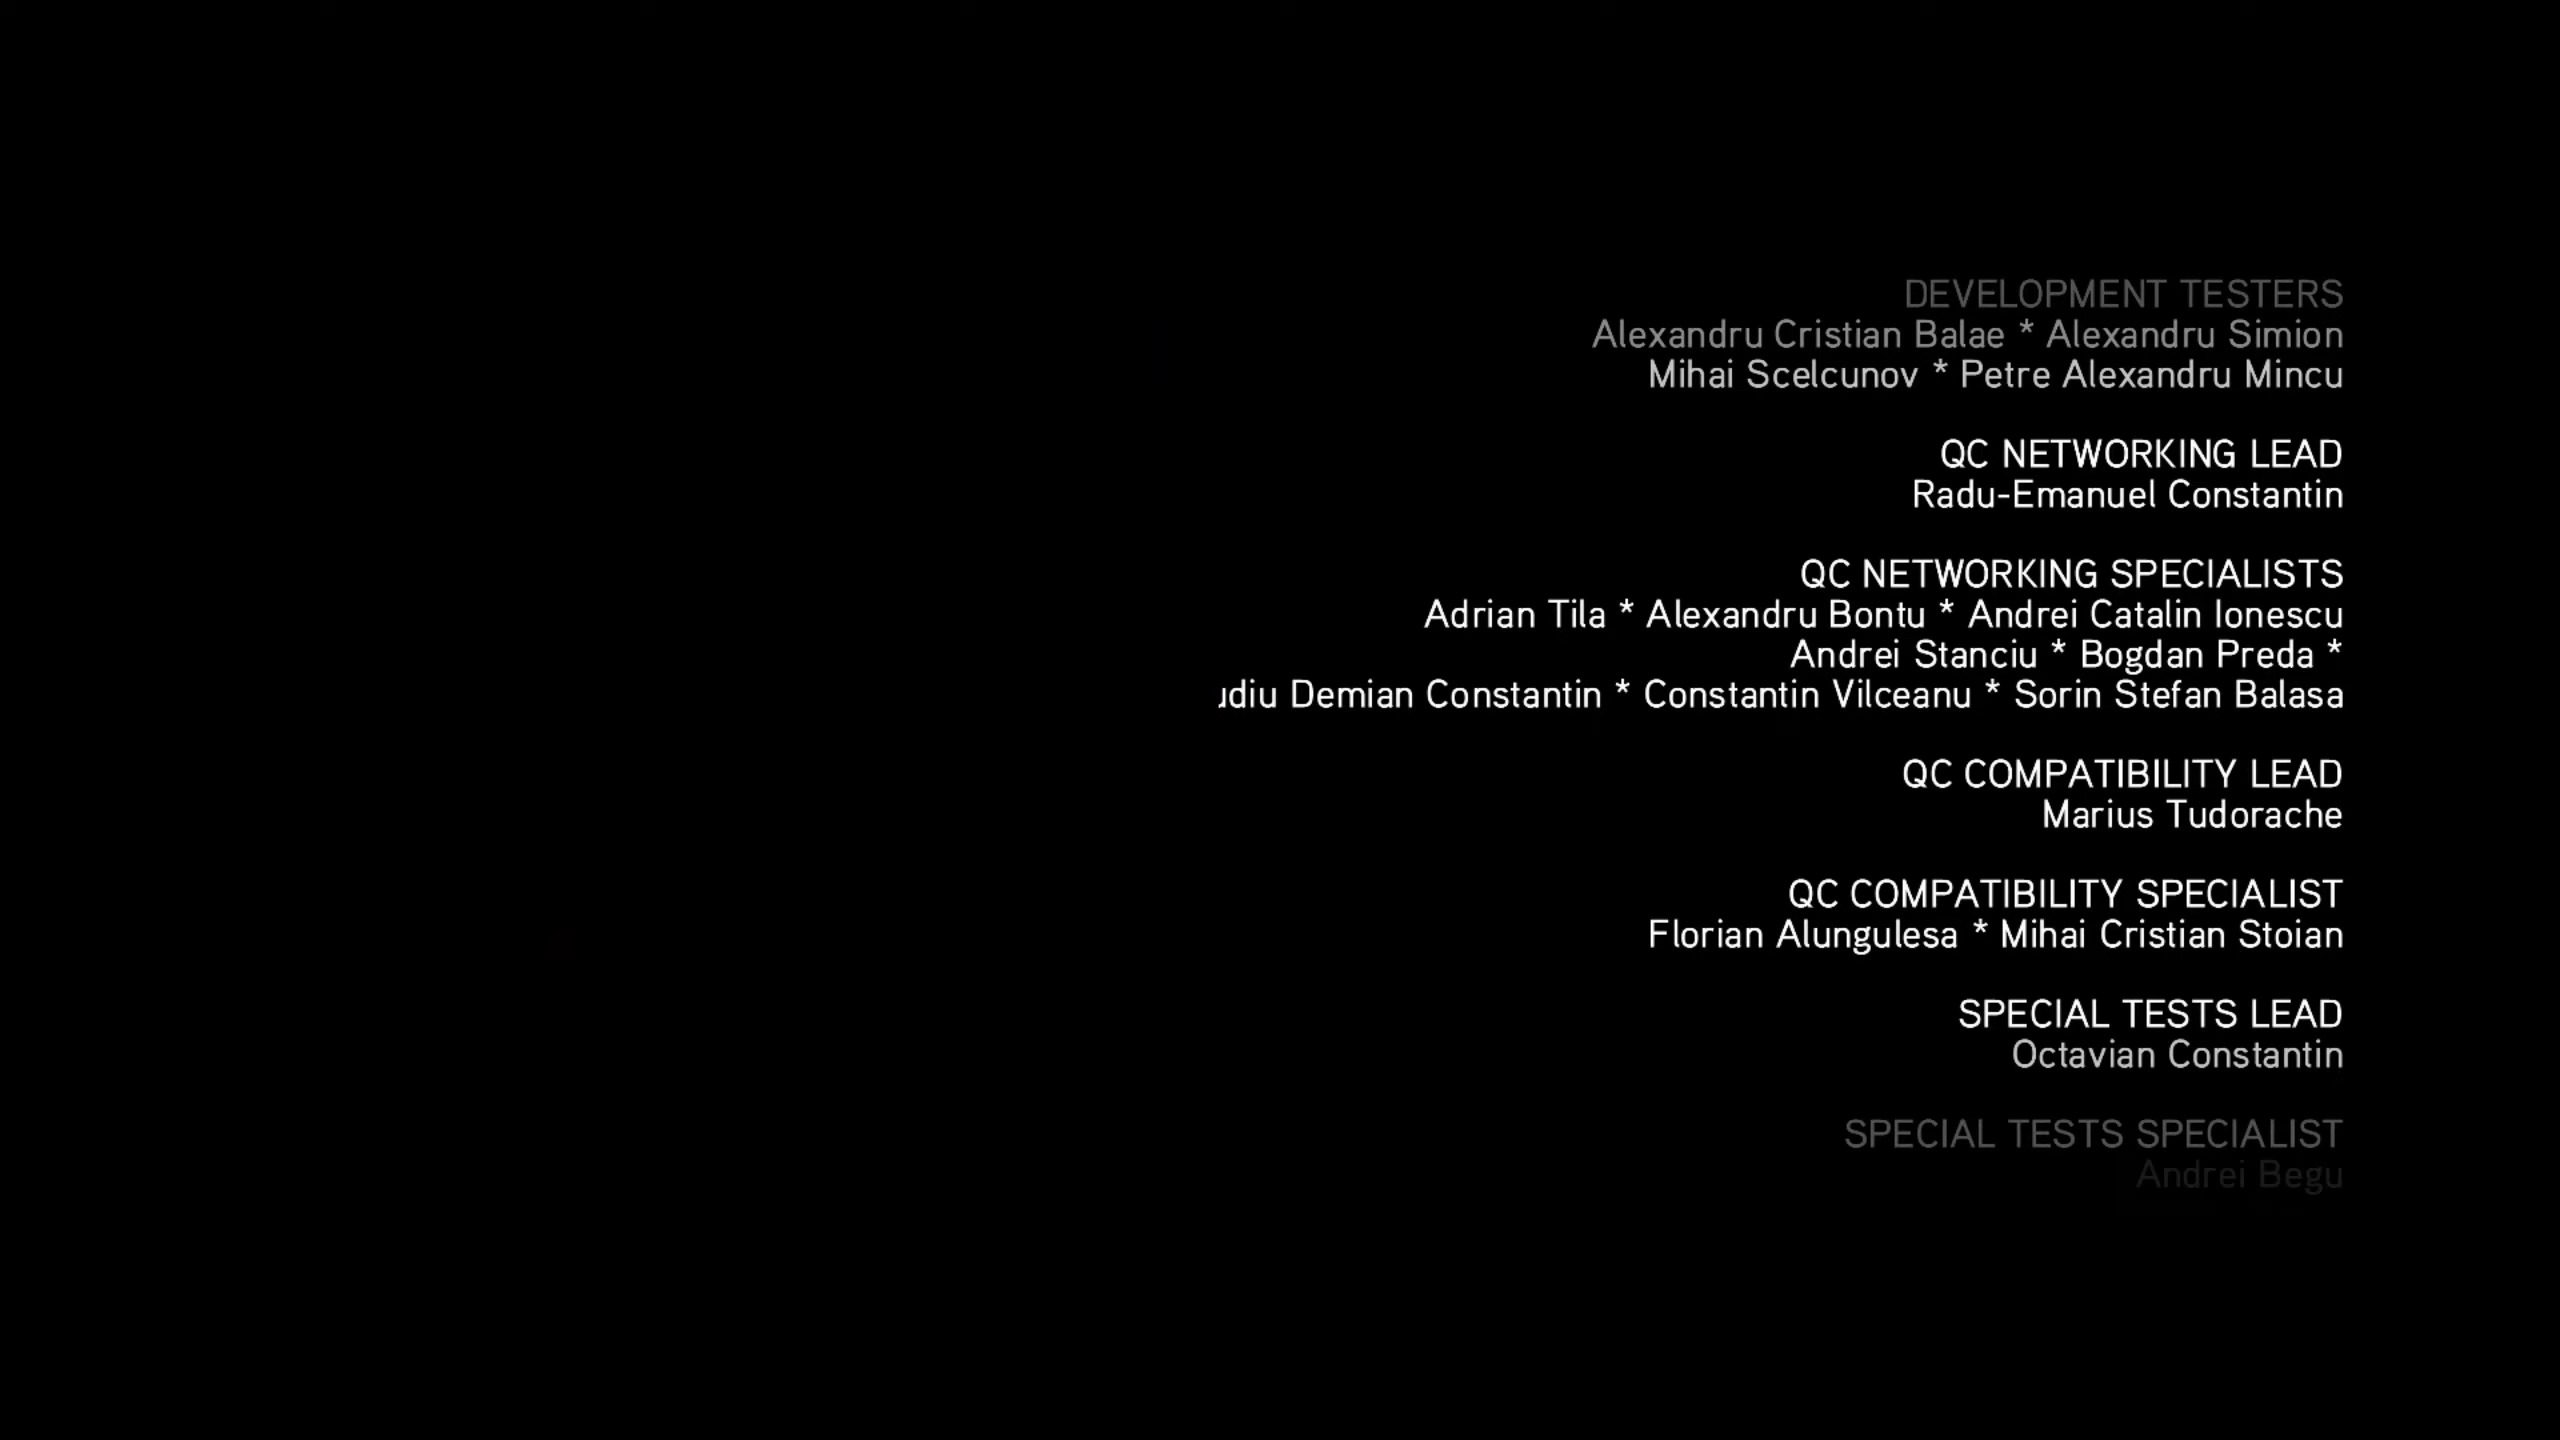 DEVELOPMENT TESTERS
Alexandru Cristian Balae * Alexandru Simion
Mihai Scelcunov * Petre Alexandru Mincu
QC NETWORKING LEAD
Radu-Emanuel Constantin
QC NETWORKING SPECIALISTS
Adrian Tila * Alexandru Bontu * Andrei Catalin Ionescu
Andrei Stanciu * Bogdan Preda *
Demian Constantin * Constantin Vilceanu * Sorin Stefan Balasa
QC COMPATIBILITY LEAD
Marius Tudorache
QC COMPATIBILITY SPECIALIST
Florian Alungulesa * Mihai Cristian Stoian
SPECIAL TESTS LEAD
Octavian Constantin
SPECIAL TESTS SPECIALIST
Andrei Begu